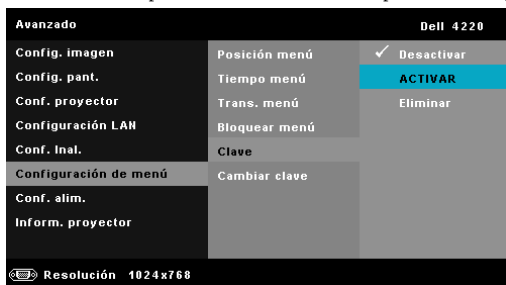 Avanzado Dell 4220
Config. imagen Posición menú Desactivar
Config. pant. Tiempo menú ACTIVAR
Conf. proyector Trans. menú Eliminar
Configuración LAN Bloquear menú
Conf. Inal. Clave
Configuración de menú Cambiar clave
Conf. alim.
Inform. proyector
Resolución 1024x768